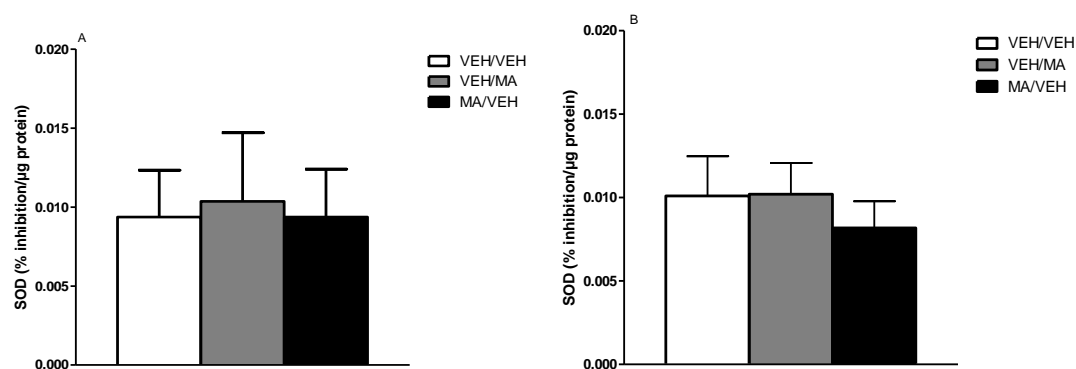 A
0.020
0.015
0.010
0.005
0.000
SOD (% inhibition/µg protein)
VEH/VEH
VEH/MA
MA/VEH
B
0.020
0.015
0.010
0.005
0.000
SOD (% inhibition/µg protein)
VEH/VEH
VEH/MA
MA/VEH